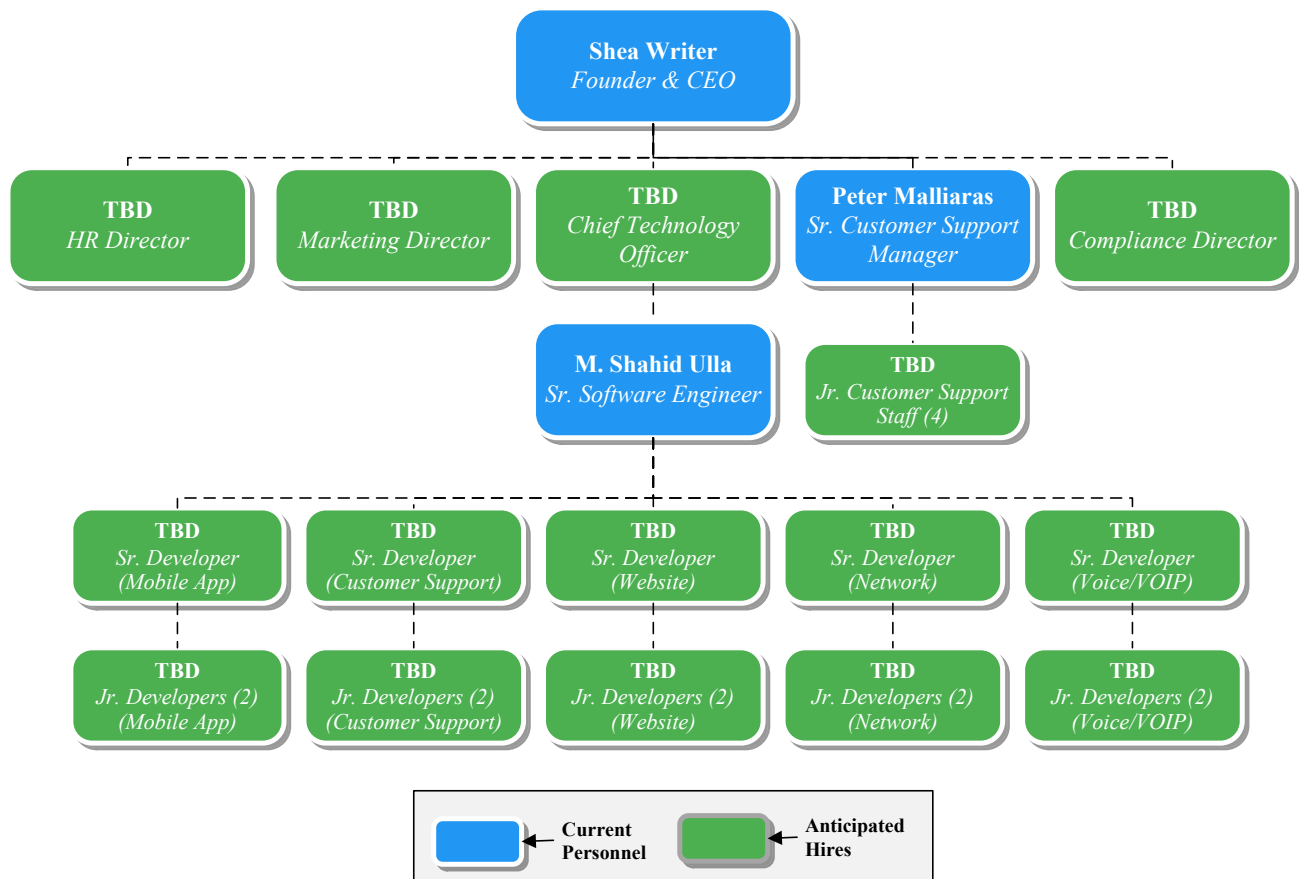 Shea Writer
Founder & CEO
TBD
HR Director
TBD
Marketing Director
TBD
Chief Technology
Officer
Peter Malliaras
Sr. Customer Support
Manager
TBD
Compliance Director
M. Shahid Ulla
Sr. Software Engineer
TBD
Jr. Customer Support
Staff (4)
TBD
Sr. Developer
(Mobile App)
TBD
Sr. Developer
(Customer Support)
TBD
Sr. Developer
(Website)
TBD
Sr. Developer
(Network)
TBD
Sr. Developer
(Voice/VOIP)
TBD
Jr. Developers (2)
(Mobile App)
TBD
Jr. Developers (2)
(Customer Support)
TBD
Jr. Developers (2)
(Website)
TBD
Jr. Developers (2)
(Network)
TBD
Jr. Developers (2)
(Voice/VOIP)
Current
Personnel
Anticipated
Hires